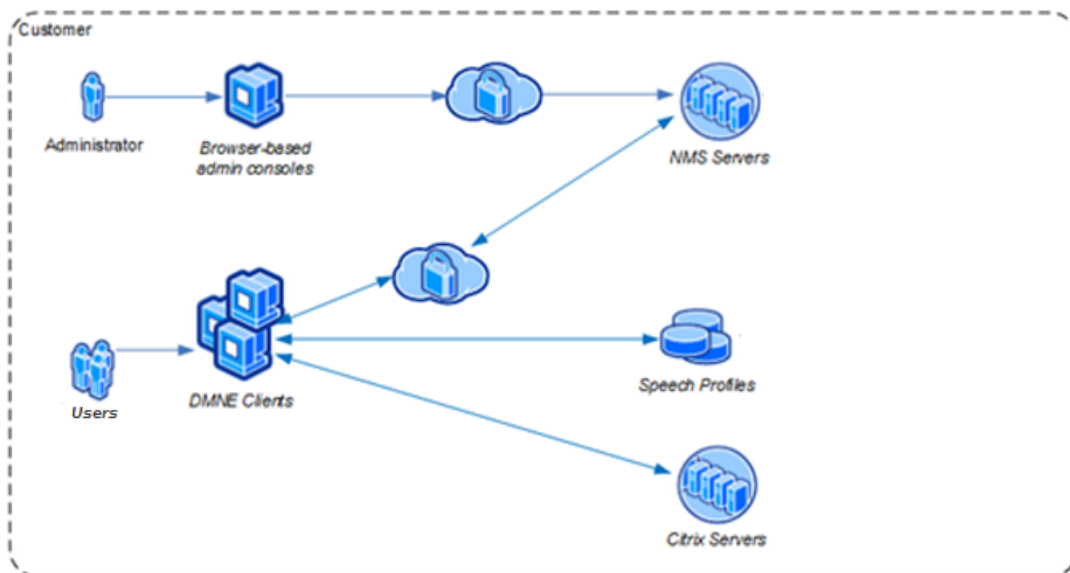 Customer
Administrator
Browser-based
admin consoles
NMS Servers
Users
DMNE Clients
Speech Profiles
Citrix Servers